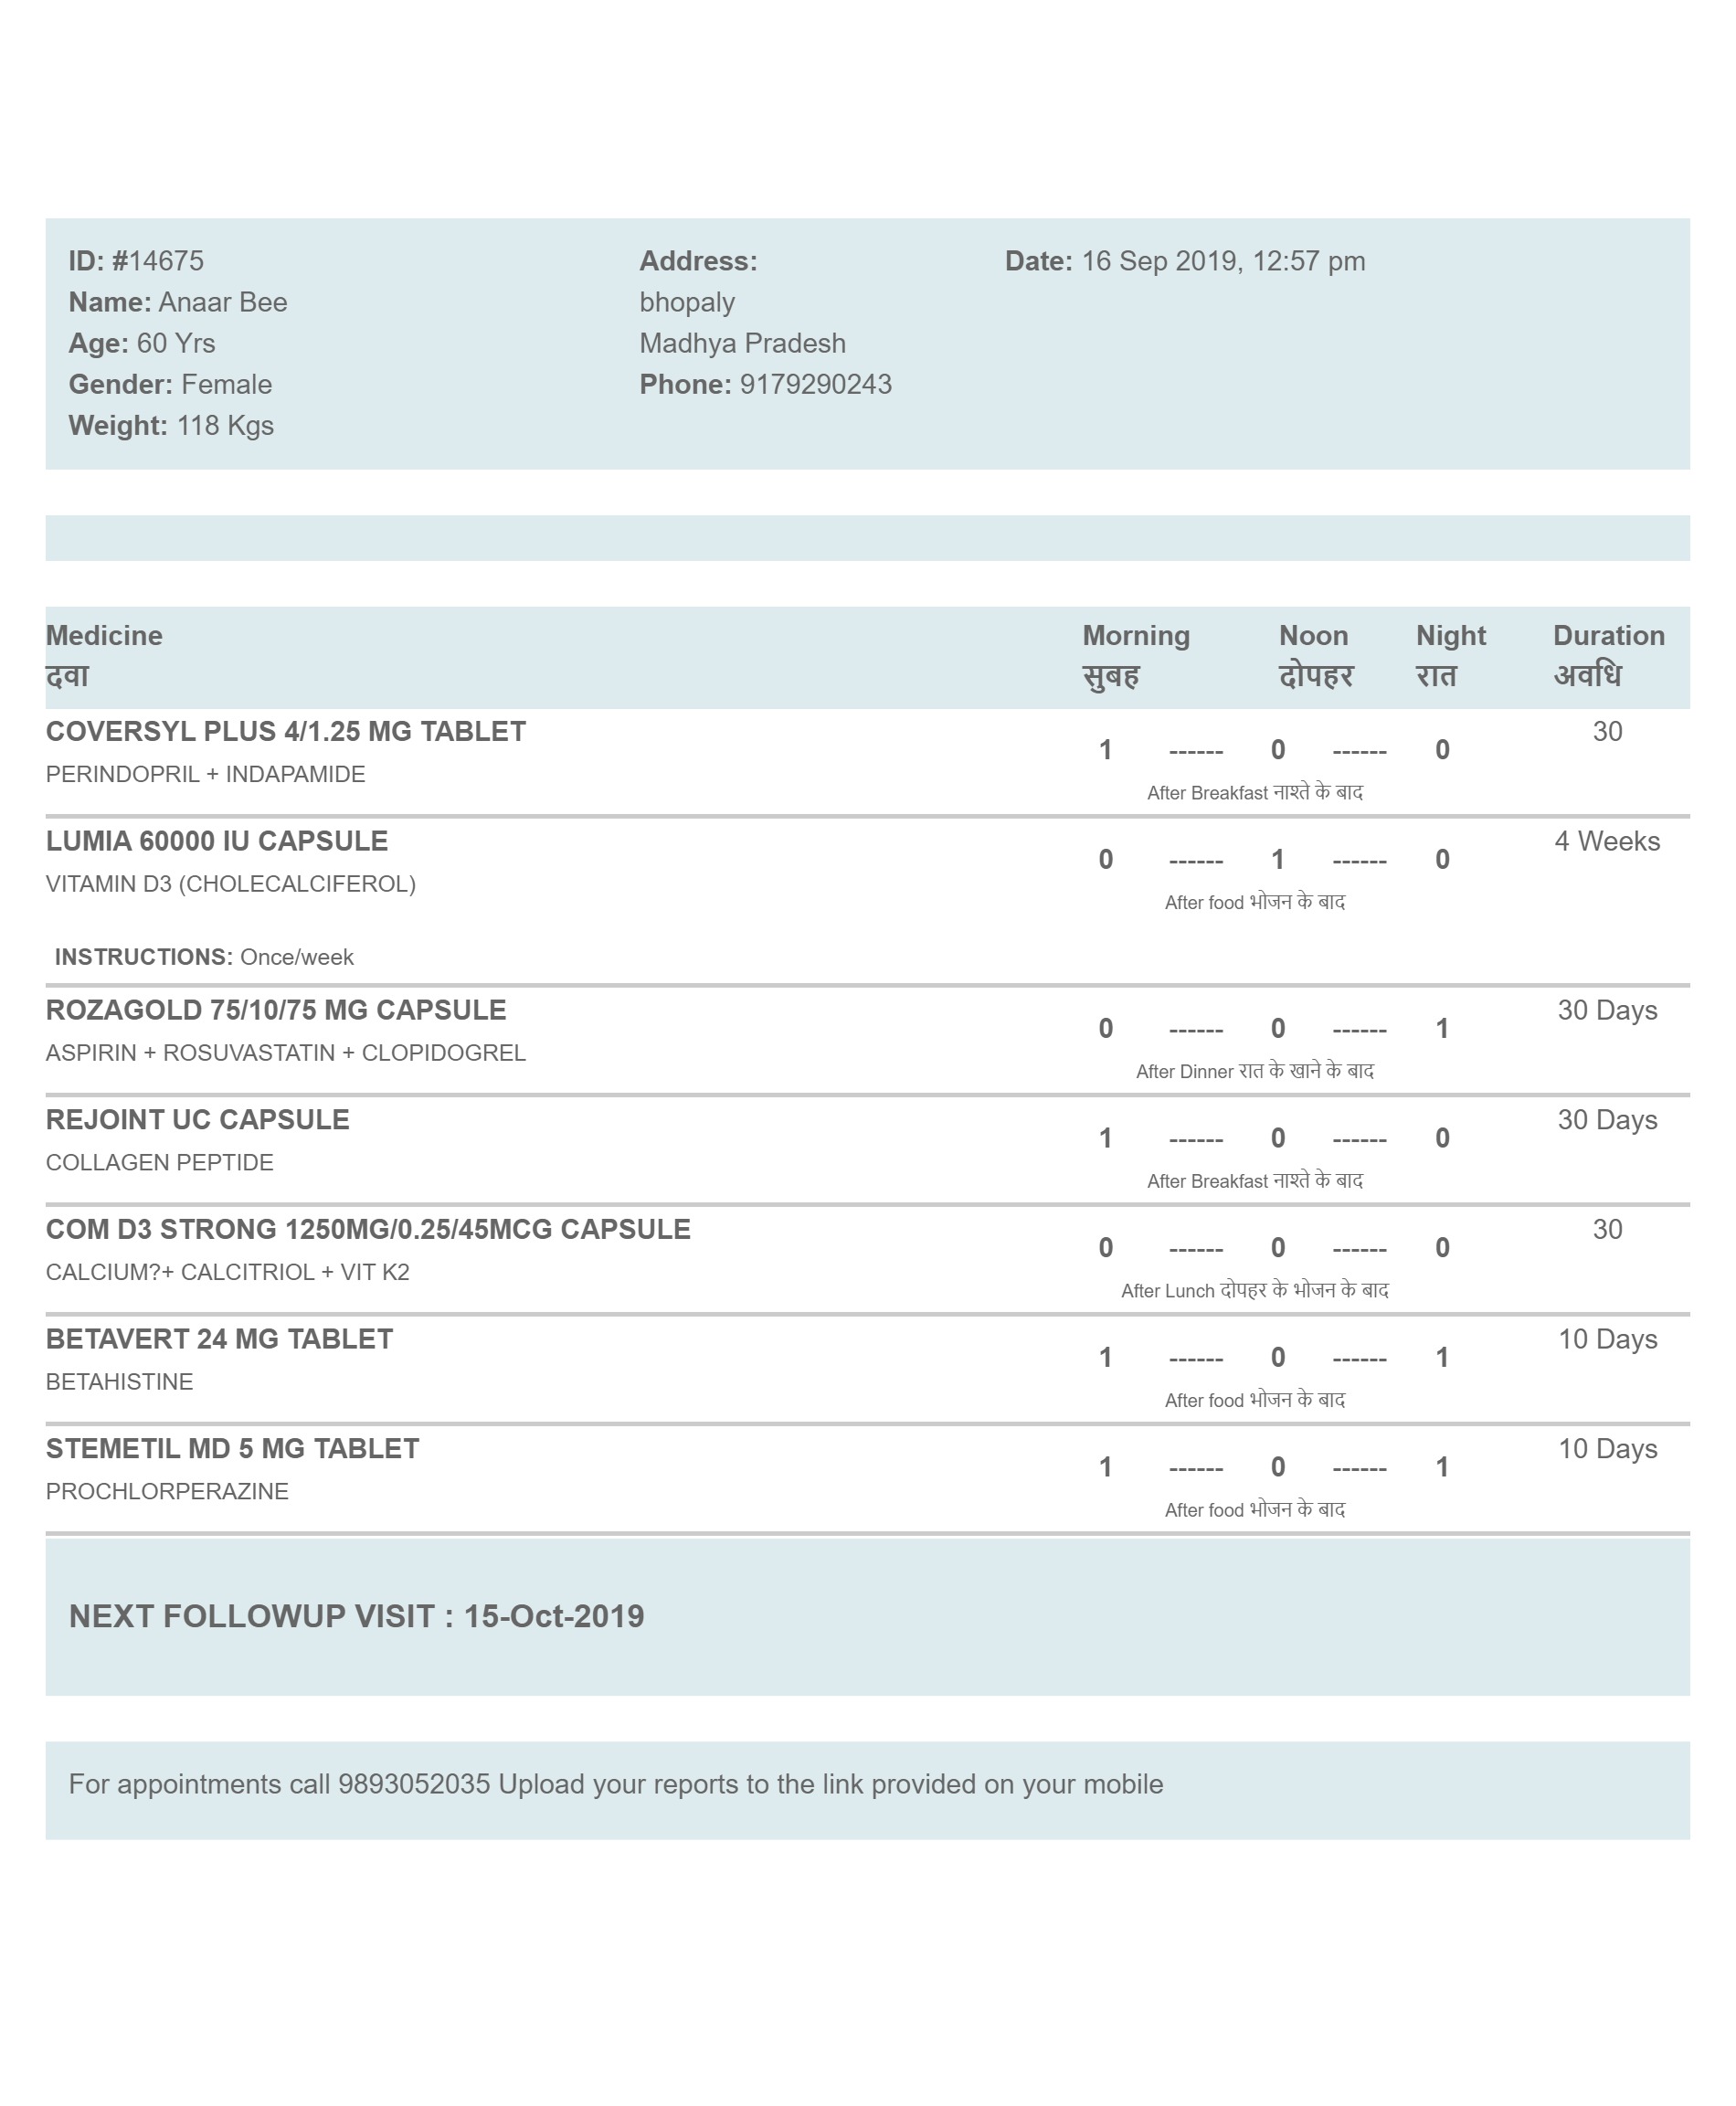 ID: #14675
Name: Anaar Bee
Age: 60 Yrs
Gender: Female
Weight: 118 Kgs
Address:
bhopaly
Madhya Pradesh
Phone: 9179290243
Date: 16 Sep 2019, 12:57 pm
Medicine Morning Noon Night Duration
दवा सुबह दोपहर रात अवधि
COVERSYL PLUS 4/1.25 MG TABLET 30
1 ------ 0 ------ 0
PERINDOPRIL + INDAPAMIDE
After Breakfast नाश्ते के बाद
LUMIA 60000 IU CAPSULE 4 Weeks
0 ------ 1 ------ 0
VITAMIN D3 (CHOLECALCIFEROL)
After food भोजन के बाद
INSTRUCTIONS: Once/week
ROZAGOLD 75/10/75 MG CAPSULE 30 Days
0 ------ 0 ------ 1
ASPIRIN + ROSUVASTATIN + CLOPIDOGREL
After Dinner रात के खाने के बाद
REJOINT UC CAPSULE 30 Days
1 ------ 0 ------ 0
COLLAGEN PEPTIDE
After Breakfast नाश्ते के बाद
COM D3 STRONG 1250MG/0.25/45MCG CAPSULE 30
0 ------ 0 ------ 0
CALCIUM?+ CALCITRIOL + VIT K2
After Lunch दोपहर के भोजन के बाद
BETAVERT 24 MG TABLET 10 Days
1 ------ 0 ------ 1
BETAHISTINE
After food भोजन के बाद
STEMETIL MD 5 MG TABLET 10 Days
1 ------ 0 ------ 1
PROCHLORPERAZINE
After food भोजन के बाद
NEXT FOLLOWUP VISIT : 15-Oct-2019
For appointments call 9893052035 Upload your reports to the link provided on your mobile